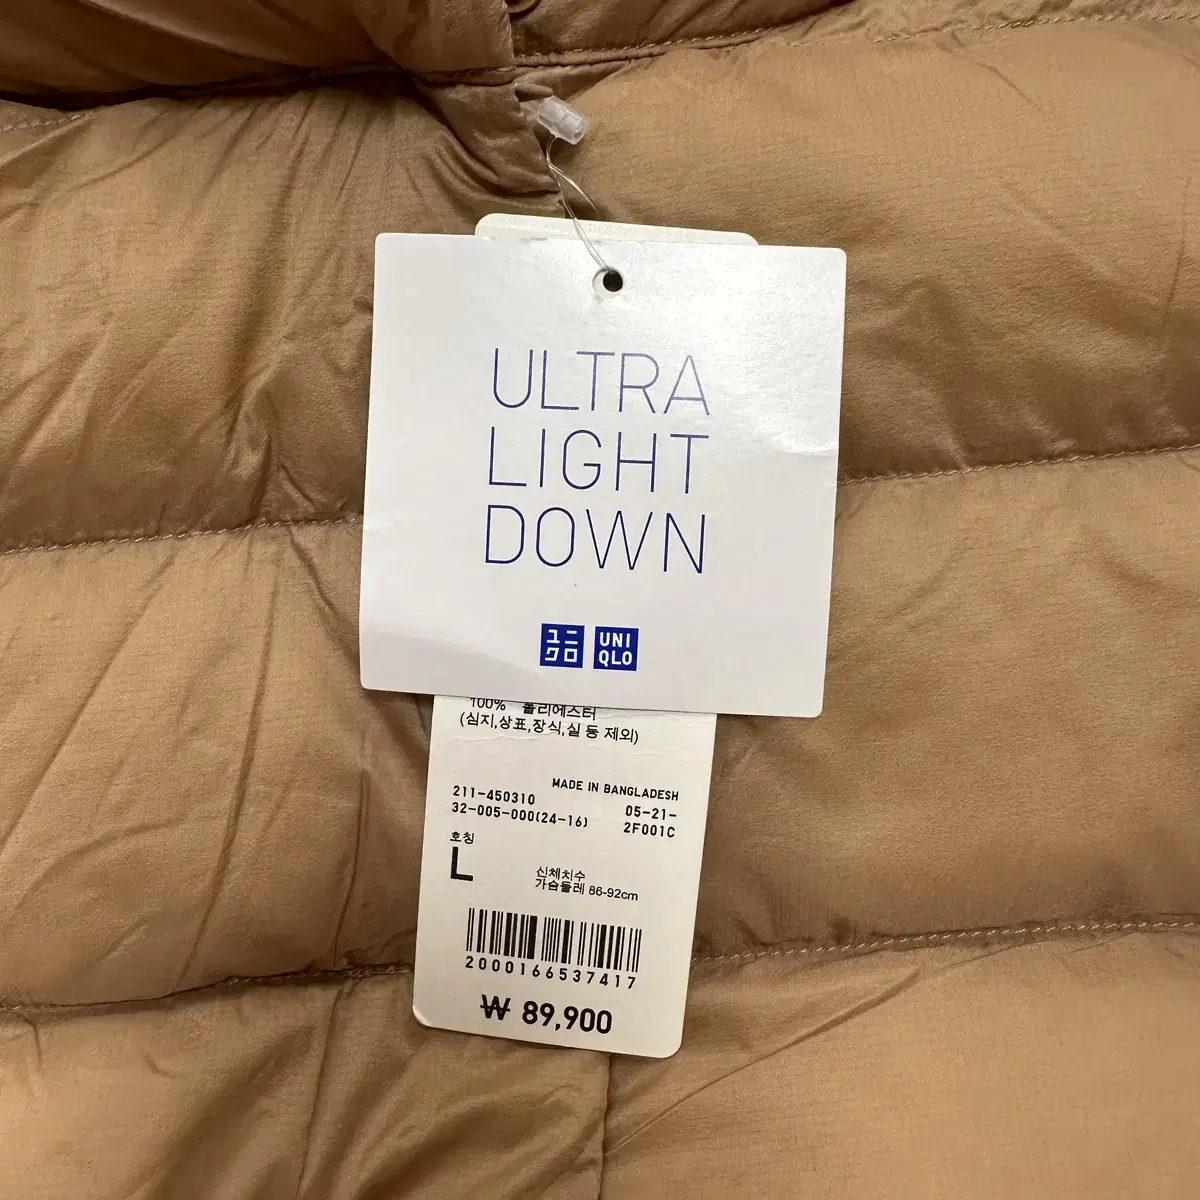 ULTRA
LIGHT
DOWN
ユニ
クロ
UNI
QLO
100% 폴리에스터
(심지,상표,장식,실 등 제외)
MADE IN BANGLADESH
211-450310
05-21-
32-005-000(24-16)
2F001C
호칭
L
신체치수
가슴둘레 86-92cm
2000166537417
₩ 89,900